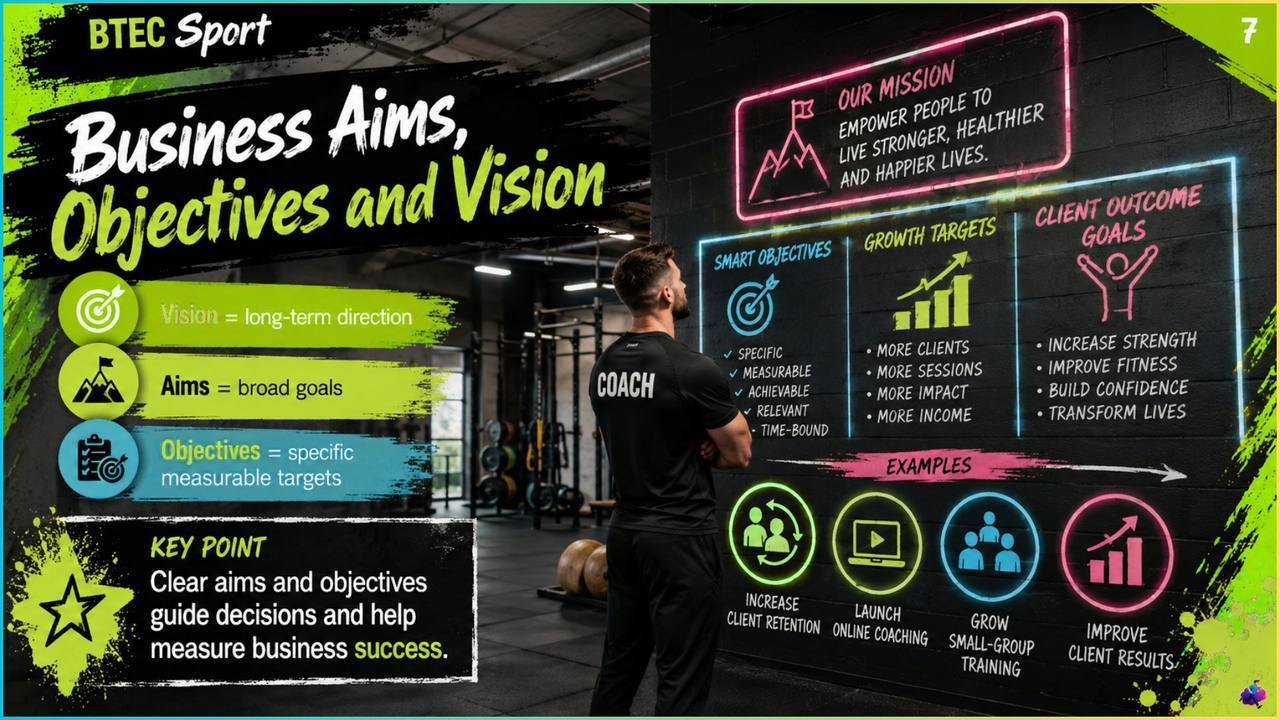 BTEC Sport
7
Business Aims,
Objectives and Vision
Vision = long-term direction
Aims = broad goals
Objectives = specific
measurable targets
KEY POINT
Clear aims and objectives
guide decisions and help
measure business success.
COACH
OUR MISSION
EMPOWER PEOPLE TO
LIVE STRONGER, HEALTHIER
AND HAPPIER LIVES.
SMART OBJECTIVES
✓ SPECIFIC
✓ MEASURABLE
✓ ACHIEVABLE
✓ RELEVANT
- TIME-BOUND
GROWTH TARGETS
• MORE CLIENTS
• MORE SESSIONS
• MORE IMPACT
• MORE INCOME
CLIENT OUTCOME
GOALS
• INCREASE STRENGTH
• IMPROVE FITNESS
• BUILD CONFIDENCE
• TRANSFORM LIVES
EXAMPLES
INCREASE
CLIENT RETENTION
LAUNCH
ONLINE COACHING
GROW
SMALL-GROUP
TRAINING
IMPROVE
CLIENT RESULTS